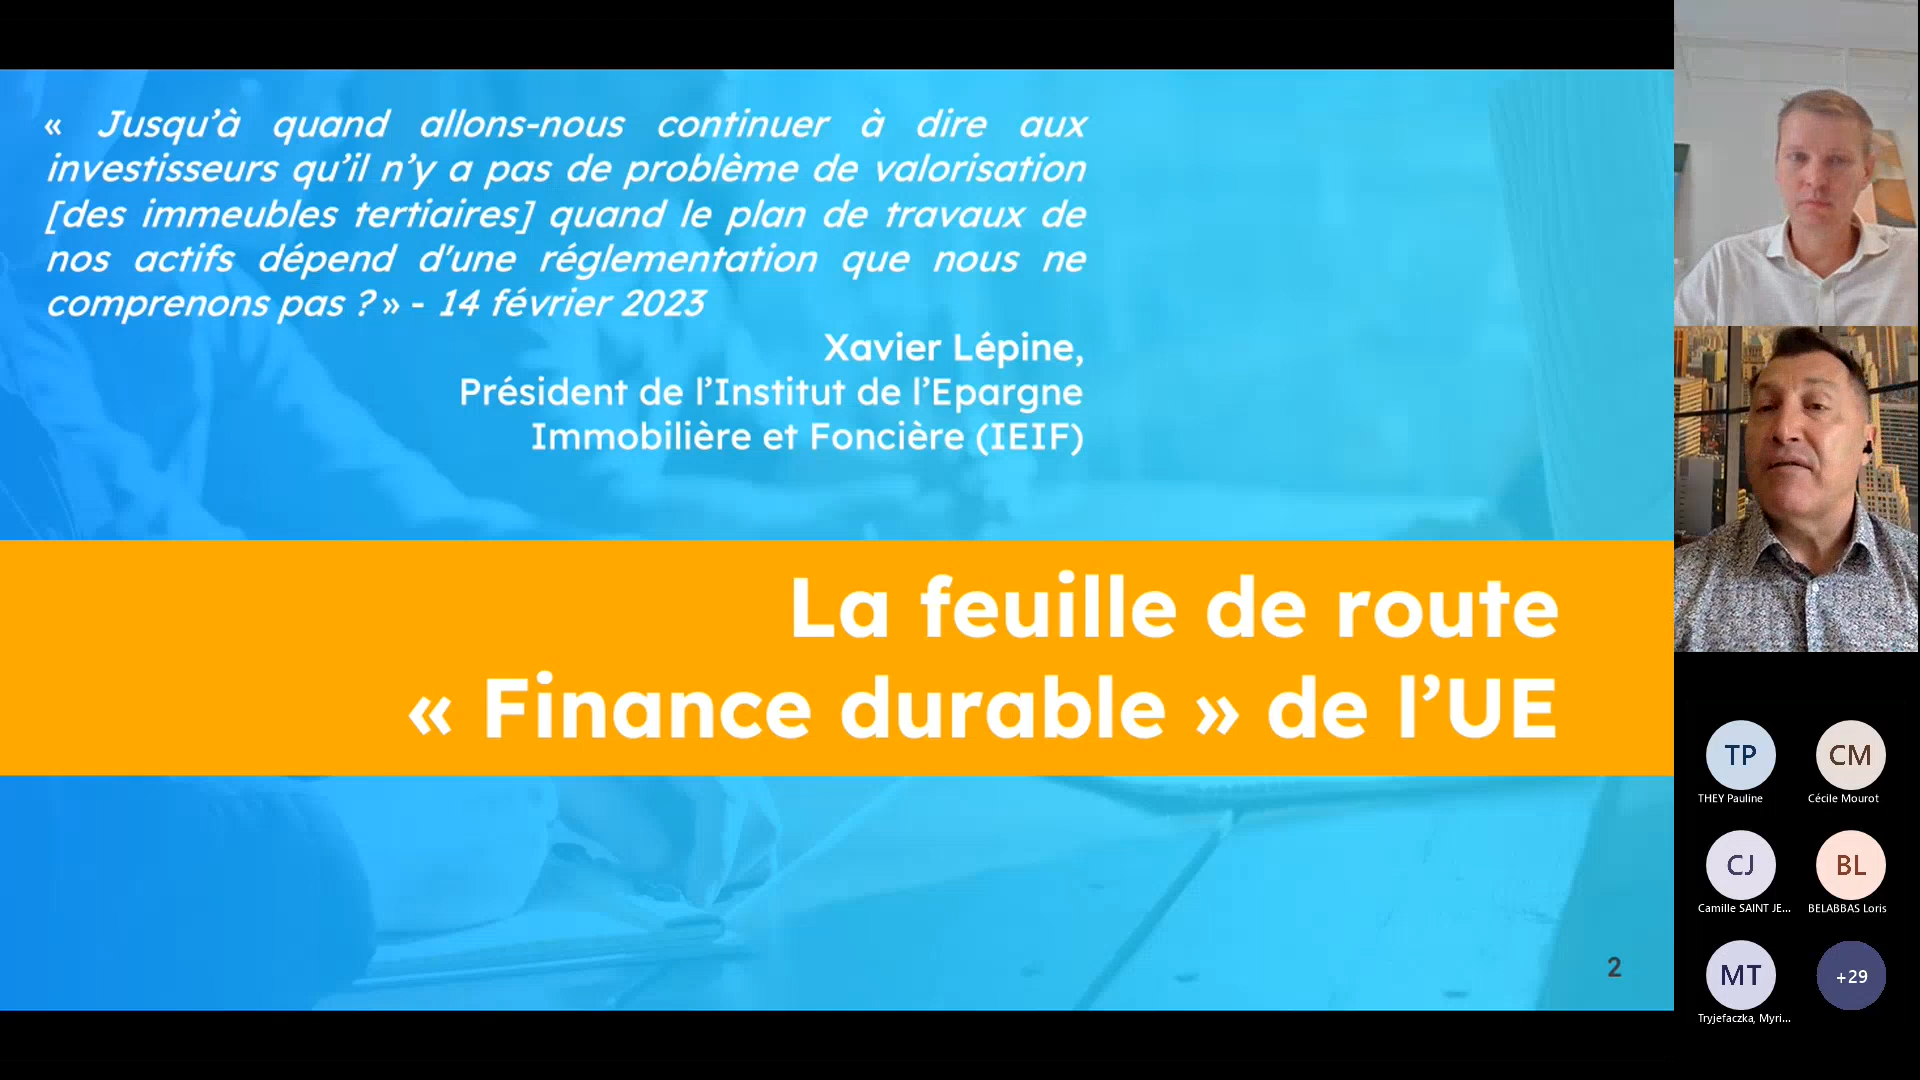 « Jusqu’à quand allons-nous continuer à dire aux
investisseurs qu’il n’y a pas de problème de valorisation
[des immeubles tertiaires] quand le plan de travaux de
nos actifs dépend d'une réglementation que nous ne
comprenons pas ? » - 14 février 2023
Xavier Lépine,
Président de l’Institut de l’Epargne
Immobilière et Foncière (IEIF)
La feuille de route
« Finance durable » de l’UE
2
TP
THEY Pauline
CM
Cécile Mourot
CJ
Camille SAINT JE...
BL
BELABBAS Loris
MT
Tryjefaczka, Myri...
+29